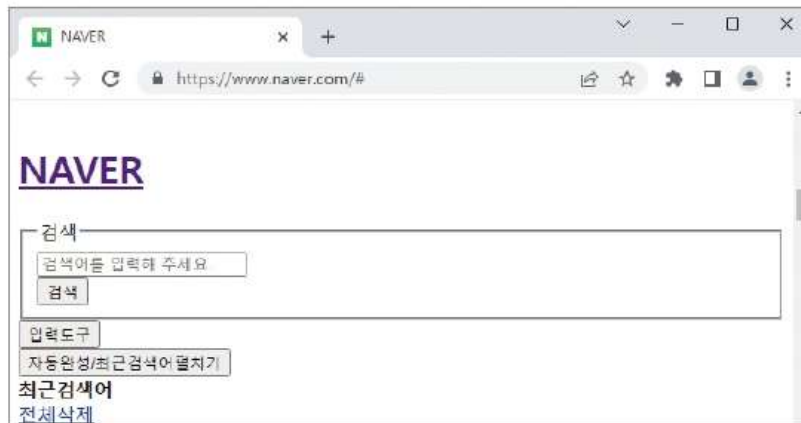 NAVER
https://www.naver.com/#
NAVER
검색
검색어를 입력해 주세요
검색
입력도구
자동완성/최근검색어펼치기
최근검색어
전체삭제